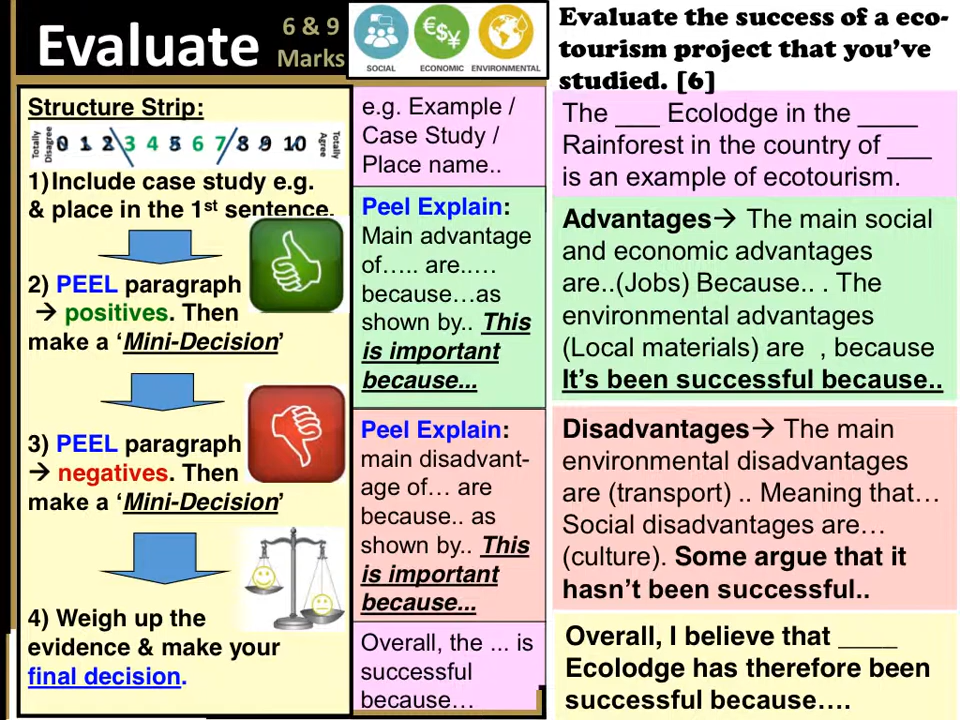 Evaluate
6 & 9
Marks
SOCIAL
ECONOMIC
ENVIRONMENTAL
Structure Strip:
Totally Disagree
0 1 2 3 4 5 6 7 8 9 10
Totally Agree
1) Include case study e.g.
& place in the 1st sentence.
2) PEEL paragraph
→ positives. Then
make a ‘Mini-Decision’
3) PEEL paragraph
→ negatives. Then
make a ‘Mini-Decision’
4) Weigh up the
evidence & make your
final decision.
e.g. Example /
Case Study /
Place name..
Peel Explain:
Main advantage
of….. are..…
because…as
shown by.. This
is important
because...
Peel Explain:
main disadvant-
age of… are
because.. as
shown by.. This
is important
because...
Overall, the ... is
successful
because…
Evaluate the success of a eco-
tourism project that you’ve
studied. [6]
The ___ Ecolodge in the ____
Rainforest in the country of ___
is an example of ecotourism.
Advantages→ The main social
and economic advantages
are..(Jobs) Because.. . The
environmental advantages
(Local materials) are , because
It’s been successful because..
Disadvantages→ The main
environmental disadvantages
are (transport) .. Meaning that…
Social disadvantages are…
(culture). Some argue that it
hasn’t been successful..
Overall, I believe that ____
Ecolodge has therefore been
successful because….